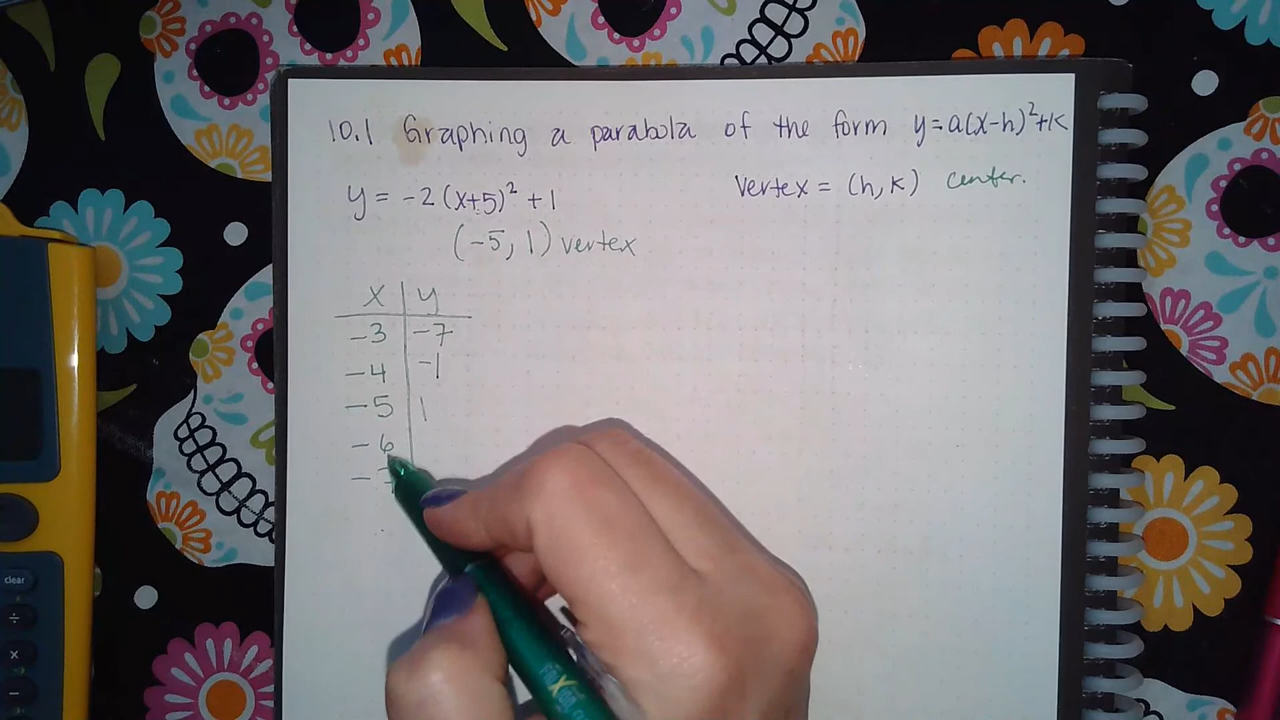 10.1 Graphing a parabola of the form y=a(x-h)²+k
y = -2(x+5)² + 1
vertex = (h, k) center.
(-5, 1) vertex
x y
-3 -7
-4 -1
-5 1
-6
clear
÷
×
−